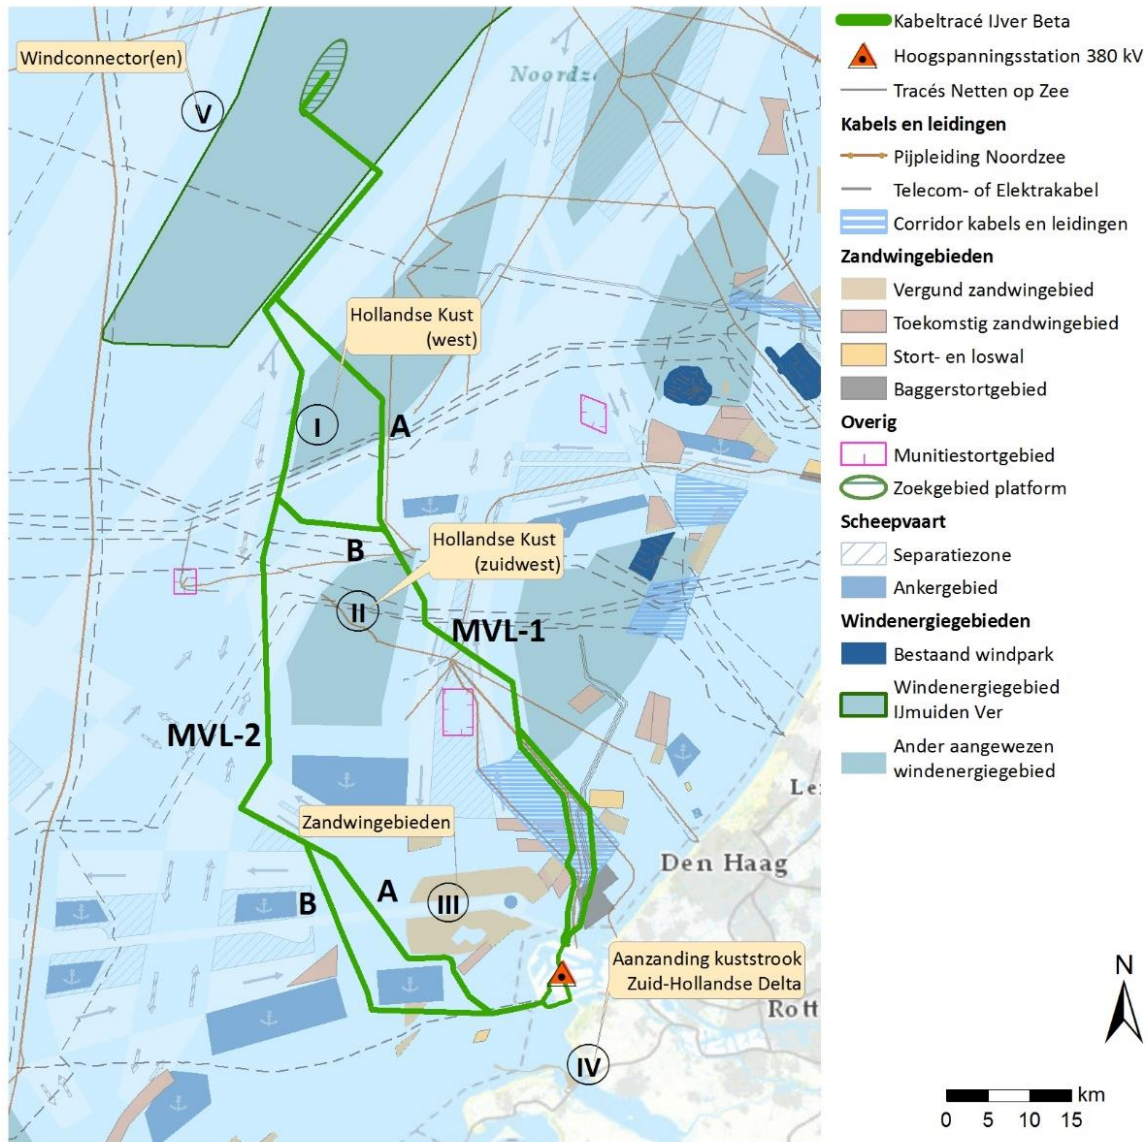 Windconnector(en)
V
Noordz
Hollandse Kust
(west)
I
A
B
Hollandse Kust
(zuidwest)
II
MVL-1
MVL-2
Zandwingebieden
A
B
III
Le
Den Haag
Aanzanding kuststrook
Zuid-Hollandse Delta
Rott
IV
Kabeltracé IJver Beta
Hoogspanningsstation 380 kV
Tracés Netten op Zee
Kabels en leidingen
Pijpleiding Noordzee
Telecom- of Elektrakabel
Corridor kabels en leidingen
Zandwingebieden
Vergund zandwingebied
Toekomstig zandwingebied
Stort- en loswal
Baggerstortgebied
Overig
Munitiestortgebied
Zoekgebied platform
Scheepvaart
Separatiezone
Ankergebied
Windenergiegebieden
Bestaand windpark
Windenergiegebied
IJmuiden Ver
Ander aangewezen
windenergiegebied
N
km
0 5 10 15